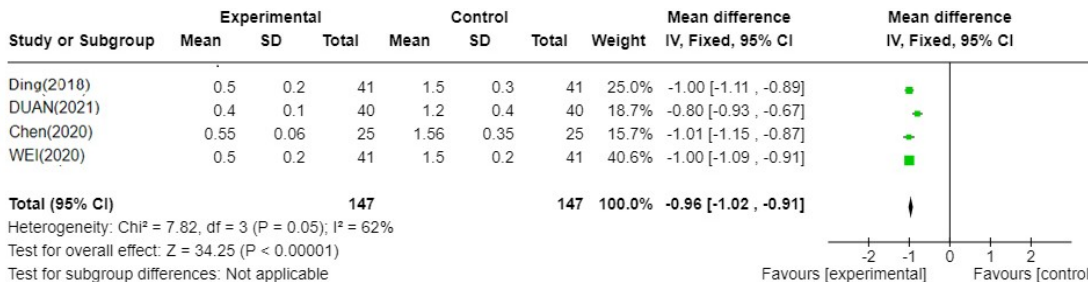 Experimental Control Mean difference Mean difference
Study or Subgroup Mean SD Total Mean SD Total Weight IV, Fixed, 95% CI IV, Fixed, 95% CI
Ding(2018) 0.5 0.2 41 1.5 0.3 41 25.0% -1.00 [-1.11 , -0.89]
DUAN(2021) 0.4 0.1 40 1.2 0.4 40 18.7% -0.80 [-0.93 , -0.67]
Chen(2020) 0.55 0.06 25 1.56 0.35 25 15.7% -1.01 [-1.15 , -0.87]
WEI(2020) 0.5 0.2 41 1.5 0.2 41 40.6% -1.00 [-1.09 , -0.91]
Total (95% CI) 147 147 100.0% -0.96 [-1.02 , -0.91]
Heterogeneity: Chi² = 7.82, df = 3 (P = 0.05); I² = 62%
Test for overall effect: Z = 34.25 (P < 0.00001)
Test for subgroup differences: Not applicable
-2 -1 0 1 2
Favours [experimental] Favours [control